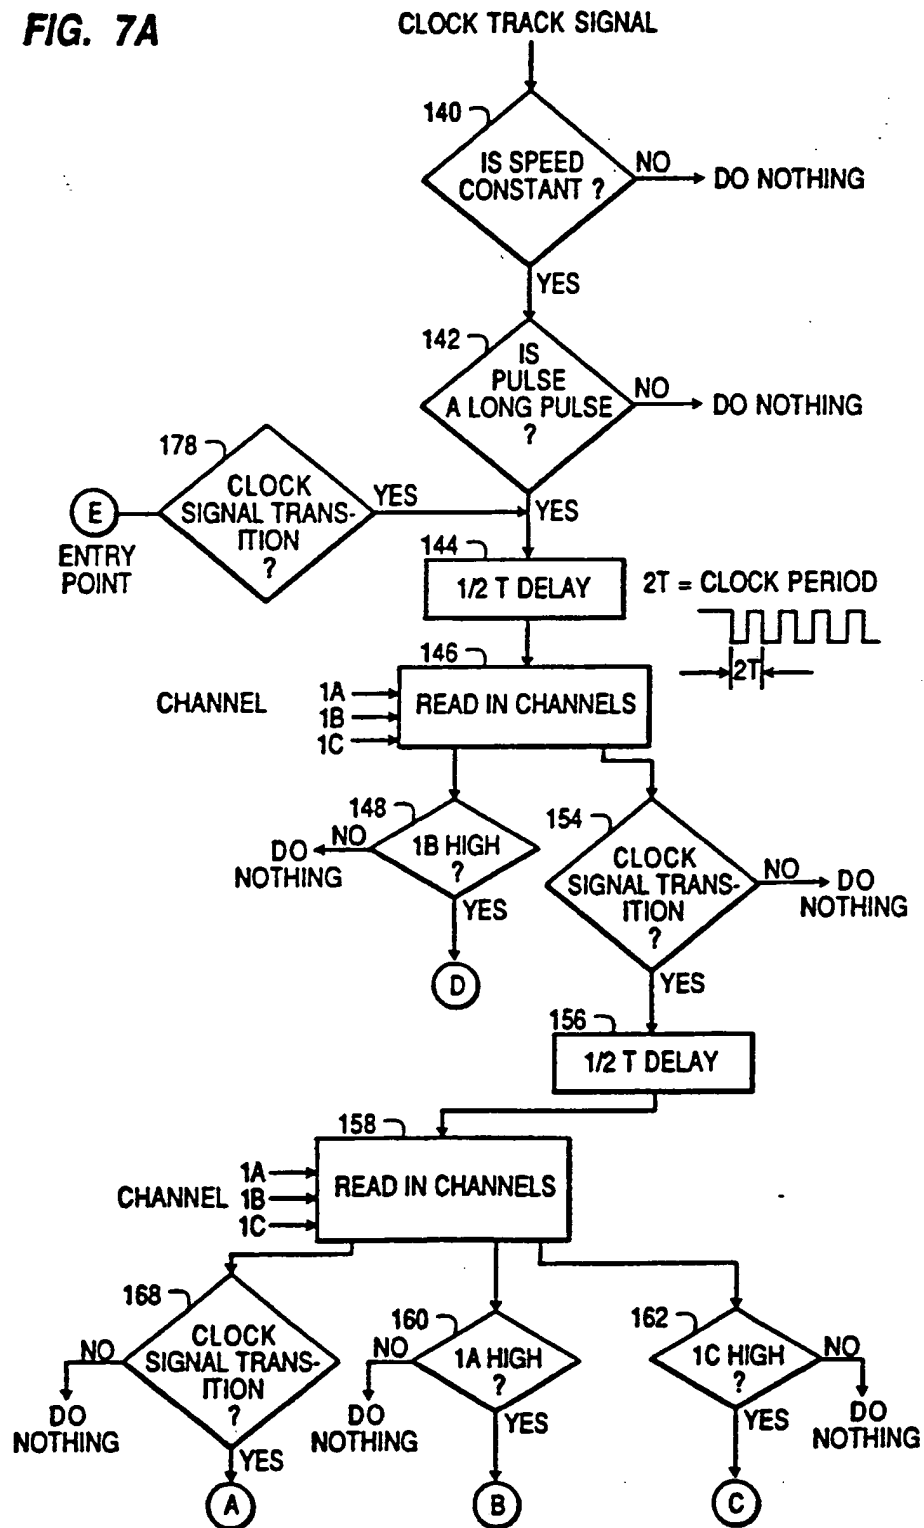 FIG. 7A
CLOCK TRACK SIGNAL
140
IS SPEED
CONSTANT ?
NO
DO NOTHING
YES
142
IS
PULSE
A LONG PULSE
?
NO
DO NOTHING
YES
178
CLOCK
SIGNAL TRANS-
ITION
?
YES
E
ENTRY
POINT
144
1/2 T DELAY
2T = CLOCK PERIOD
2T
146
CHANNEL
1A
1B
1C
READ IN CHANNELS
148
1B HIGH
?
NO
DO
NOTHING
YES
D
154
CLOCK
SIGNAL TRANS-
ITION
?
NO
DO
NOTHING
YES
156
1/2 T DELAY
158
CHANNEL
1A
1B
1C
READ IN CHANNELS
168
CLOCK
SIGNAL TRANS-
ITION
?
NO
DO
NOTHING
YES
A
160
1A HIGH
?
NO
DO
NOTHING
YES
B
162
1C HIGH
?
NO
DO
NOTHING
YES
C